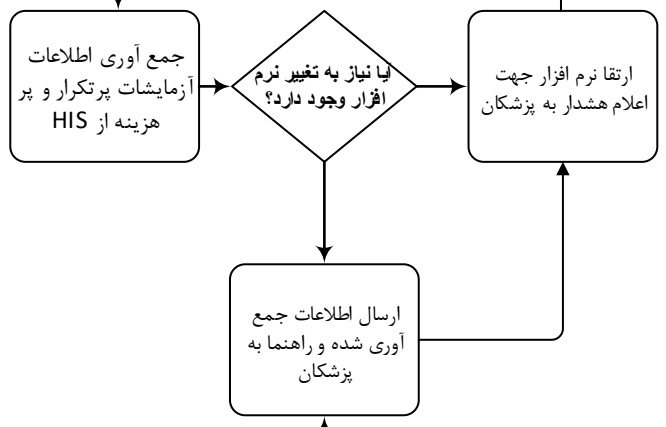 جمع آوری اطلاعات
آزمایشات پرتکرار و پر
هزینه از HIS
آیا نیاز به تغییر نرم
افزار وجود دارد؟
ارتقا نرم افزار جهت
اعلام هشدار به پزشکان
ارسال اطلاعات جمع
آوری شده و راهنما به
پزشکان